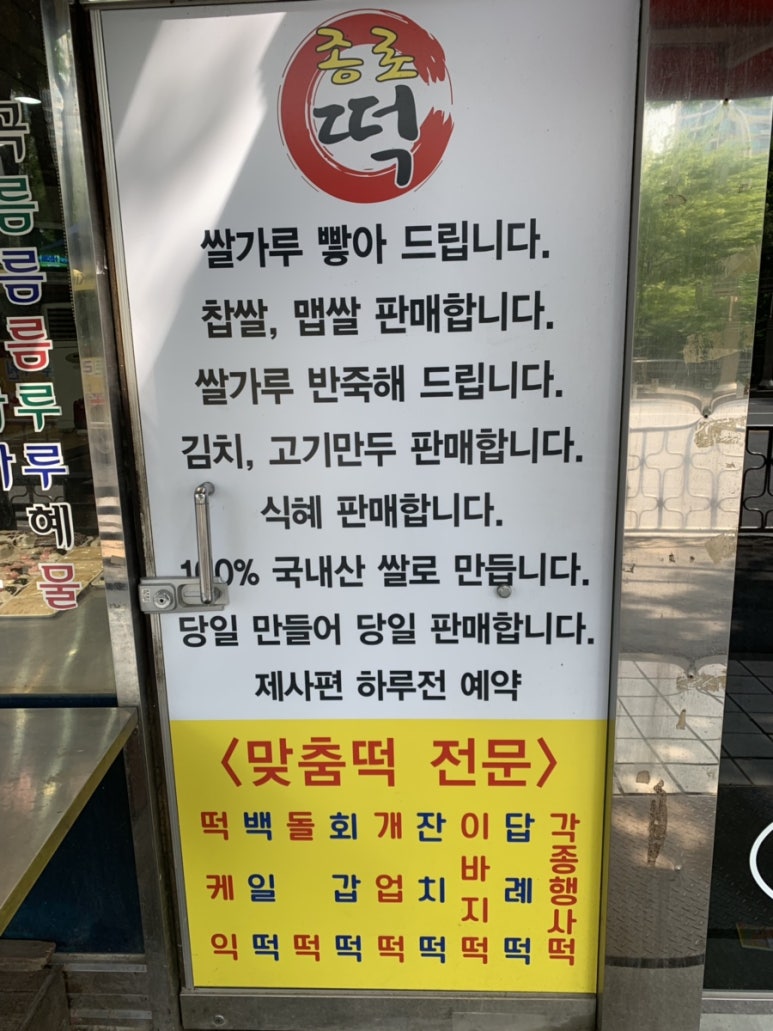 종로
떡
쌀가루 빻아 드립니다.
찹쌀, 맵쌀 판매합니다.
쌀가루 반죽해 드립니다.
김치, 고기만두 판매합니다.
식혜 판매합니다.
100% 국내산 쌀로 만듭니다.
당일 만들어 당일 판매합니다.
제사편 하루전 예약
<맞춤떡 전문>
떡케익
백일떡
돌떡
회갑떡
개업떡
잔치떡
이바지떡
답례떡
각종행사떡